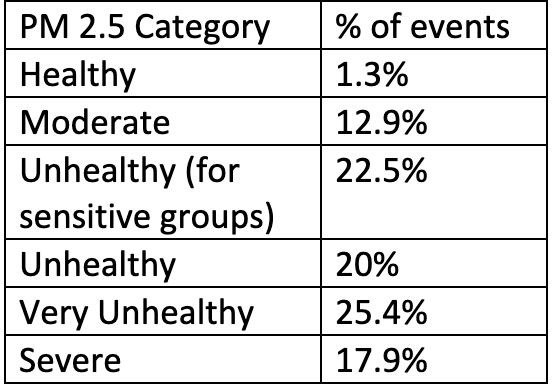 PM 2.5 Category % of events
Healthy 1.3%
Moderate 12.9%
Unhealthy (for 22.5%
sensitive groups)
Unhealthy 20%
Very Unhealthy 25.4%
Severe 17.9%